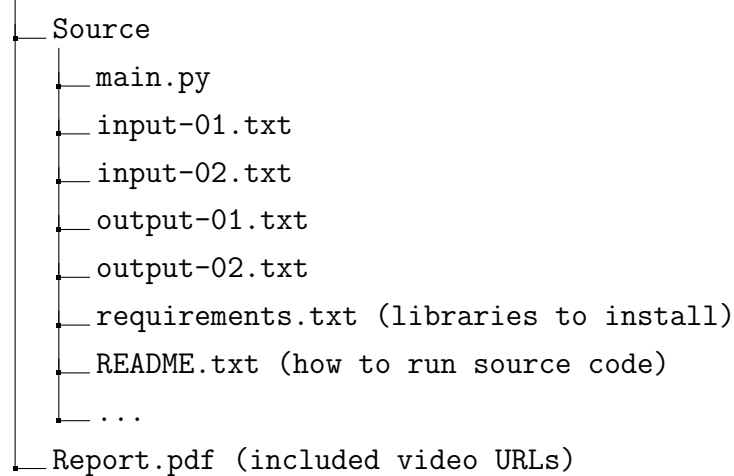 Source
main.py
input-01.txt
input-02.txt
output-01.txt
output-02.txt
requirements.txt (libraries to install)
README.txt (how to run source code)
...
Report.pdf (included video URLs)